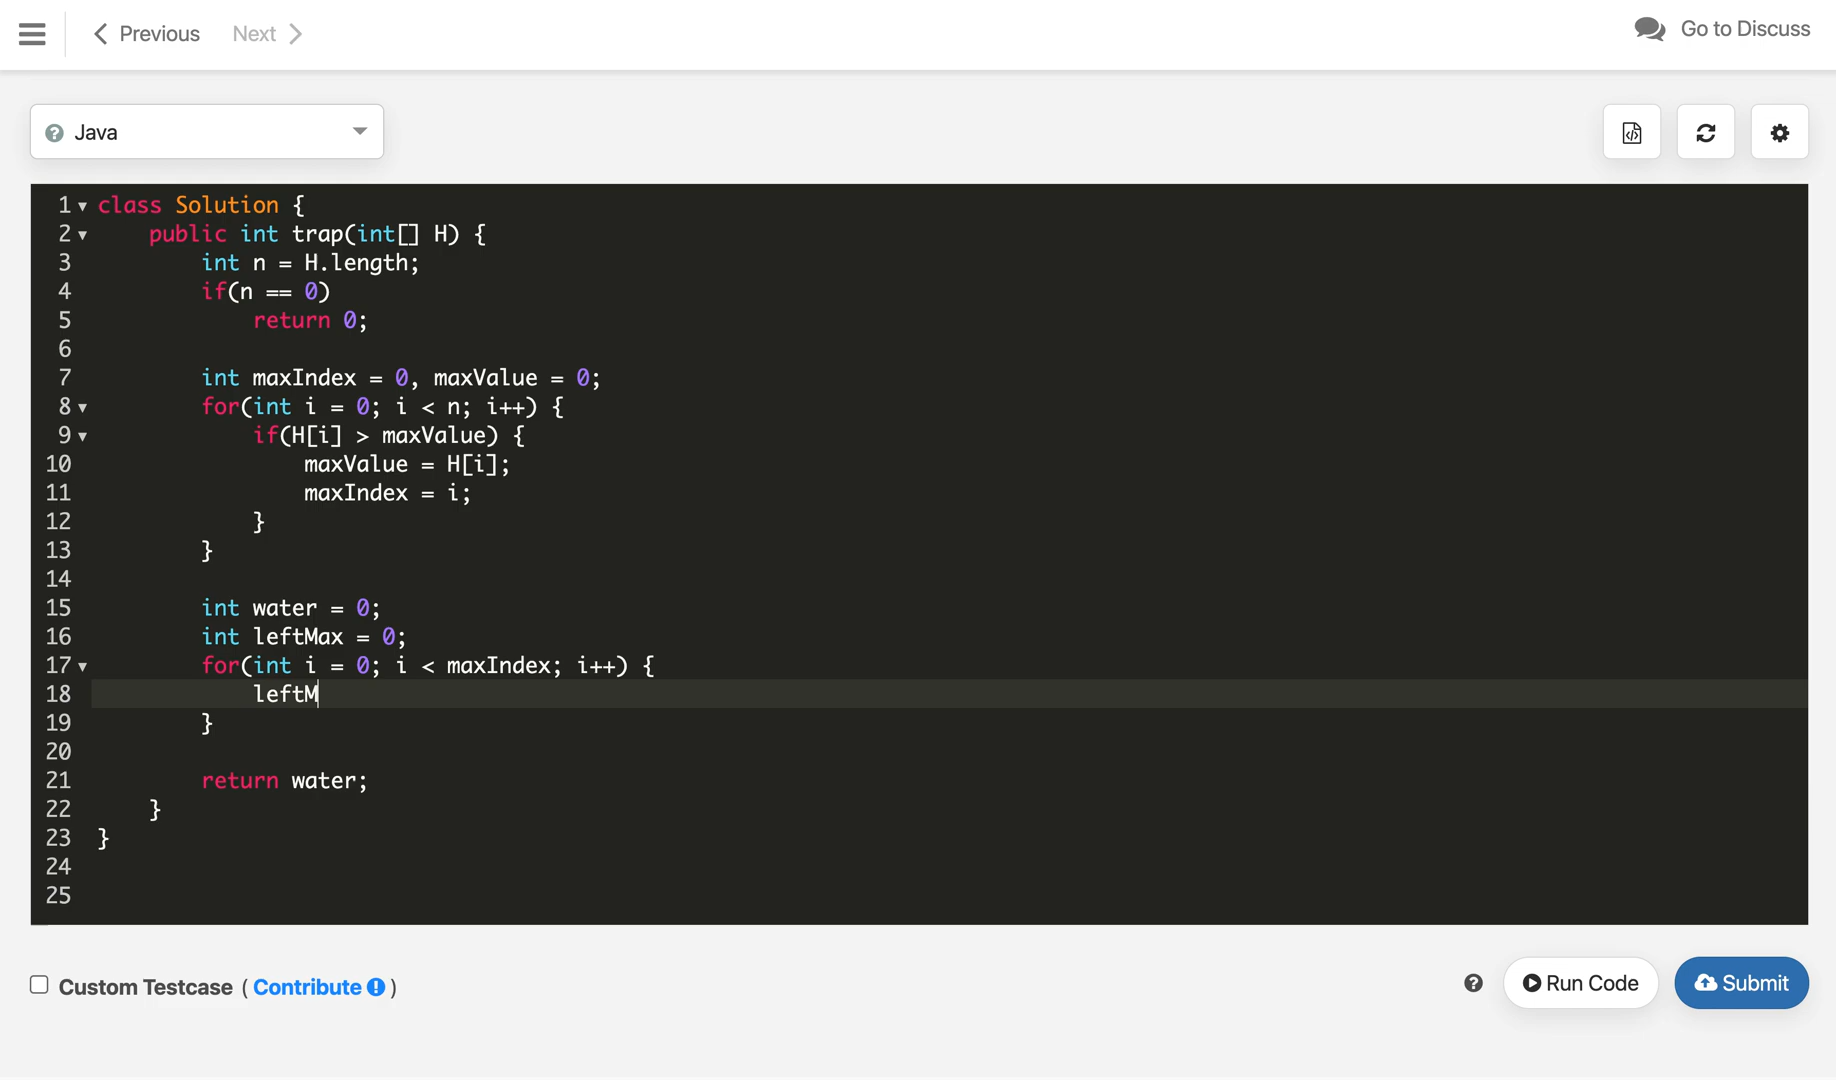 Previous Next Go to Discuss
Java
1 class Solution {
2     public int trap(int[] H) {
3         int n = H.length;
4         if(n == 0)
5             return 0;
6
7         int maxIndex = 0, maxValue = 0;
8         for(int i = 0; i < n; i++) {
9             if(H[i] > maxValue) {
10                 maxValue = H[i];
11                 maxIndex = i;
12             }
13         }
14
15         int water = 0;
16         int leftMax = 0;
17         for(int i = 0; i < maxIndex; i++) {
18             leftM
19         }
20
21         return water;
22     }
23 }
24
25
Custom Testcase ( Contribute ! ) ? Run Code Submit